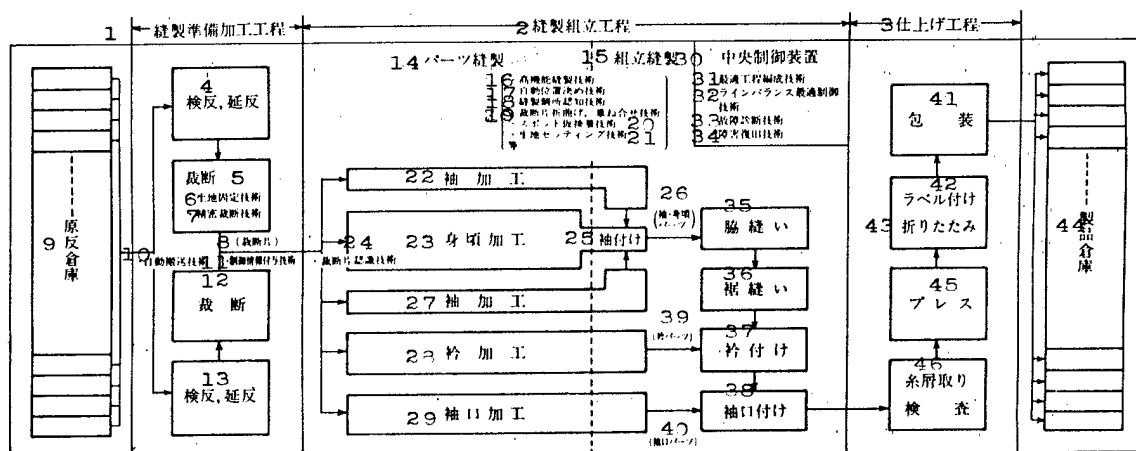 1 縫製準備加工工程
2 縫製組立工程
3 仕上げ工程
9 原反倉庫
4
検反,延反
裁断 5
6 生地固定技術
7 精密裁断技術
8 (裁断片)
10 自動搬送技術
11 ・制御情報付与技術
12
裁断
13
検反,延反
14 パーツ縫製
15 組立縫製
16 高機能縫製技術
17 自動位置決め技術
18 縫製個所認知技術
19 裁断片折曲げ,重ね合せ技術
・スポット仮接着技術 20
・生地セッティング技術 21
等
30 中央制御装置
31 最適工程編成技術
32 ラインバランス最適制御
技術
33 故障診断技術
34 障害復旧技術
22 袖加工
23 身頃加工
24
・裁断片認識技術
25 袖付け
26
(袖・身頃
パーツ)
27 袖加工
28 衿加工
29 袖口加工
35
脇縫い
36
裾縫い
37
衿付け
38
袖口付け
39
(衿パーツ)
40
(袖口パーツ)
41
包装
42
ラベル付け
43 折りたたみ
45
プレス
46
糸屑取り
検査
44 製品倉庫